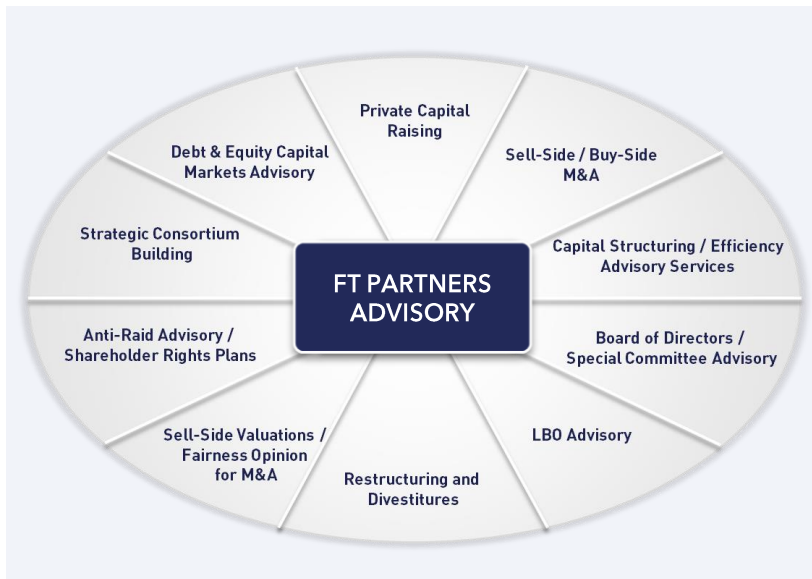 Private Capital
Raising
Sell-Side / Buy-Side
M&A
Capital Structuring / Efficiency
Advisory Services
Board of Directors /
Special Committee Advisory
LBO Advisory
Restructuring and
Divestitures
Sell-Side Valuations /
Fairness Opinion
for M&A
Anti-Raid Advisory /
Shareholder Rights Plans
Strategic Consortium
Building
Debt & Equity Capital
Markets Advisory
FT PARTNERS
ADVISORY